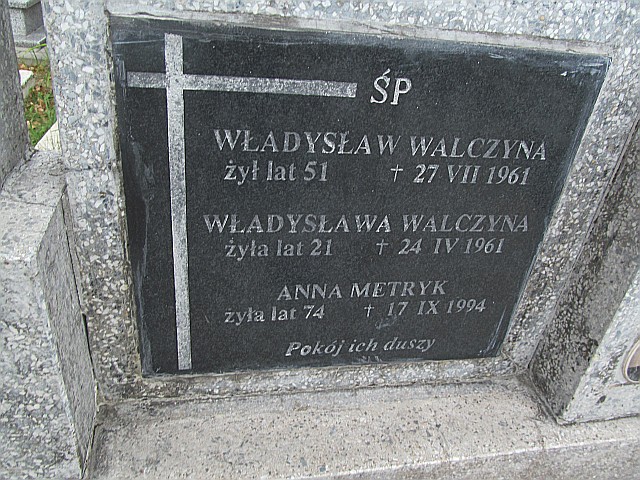 ŚP
WŁADYSŁAW WALCZYNA
żył lat 51 † 27 VII 1961
WŁADYSŁAWA WALCZYNA
żyła lat 21 † 24 IV 1961
ANNA METRYK
żyła lat 74 † 17 IX 1994
Pokój ich duszy